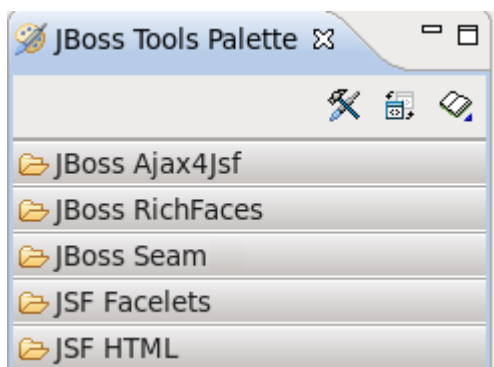 JBoss Tools Palette
JBoss Ajax4Jsf
JBoss RichFaces
JBoss Seam
JSF Facelets
JSF HTML